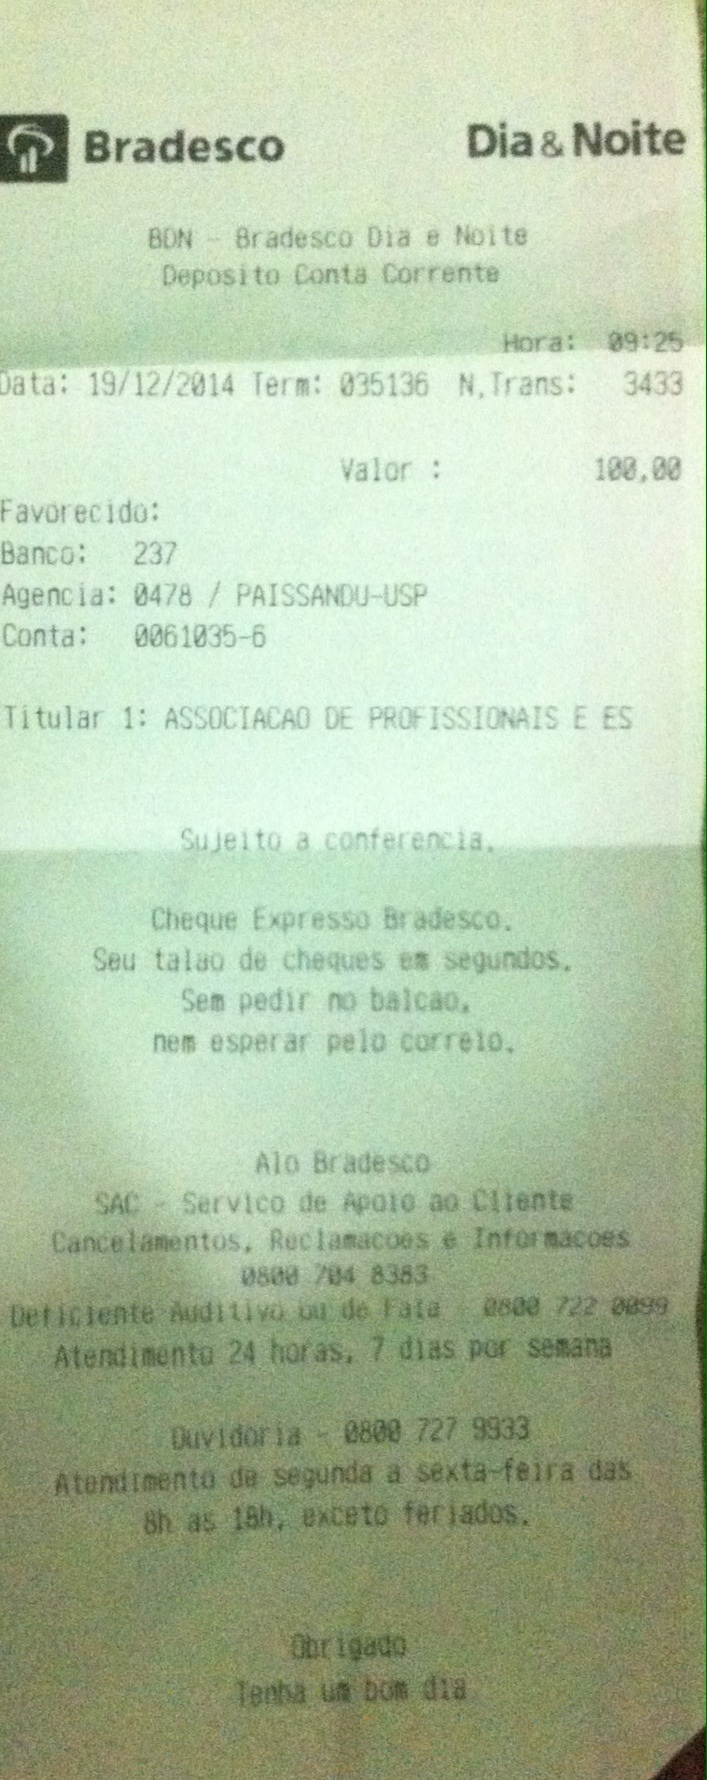 Bradesco Dia & Noite
BDN - Bradesco Dia e Noite
Deposito Conta Corrente
Hora: 09:25
Data: 19/12/2014 Term: 035136 N.Trans: 3433
Valor : 100,00
Favorecido:
Banco: 237
Agencia: 0478 / PAISSANDU-USP
Conta: 0061035-6
Titular 1: ASSOCIACAO DE PROFISSIONAIS E ES
Sujeito a conferencia.
Cheque Expresso Bradesco.
Seu talao de cheques em segundos.
Sem pedir no balcao,
nem esperar pelo correio.
Alo Bradesco
SAC - Servico de Apoio ao Cliente
Cancelamentos, Reclamacoes e Informacoes
0800 704 8383
Deficiente Auditivo ou de Fala - 0800 722 0099
Atendimento 24 horas, 7 dias por semana
Ouvidoria - 0800 727 9933
Atendimento de segunda a sexta-feira das
8h as 18h, exceto feriados.
Obrigado
Tenha um bom dia